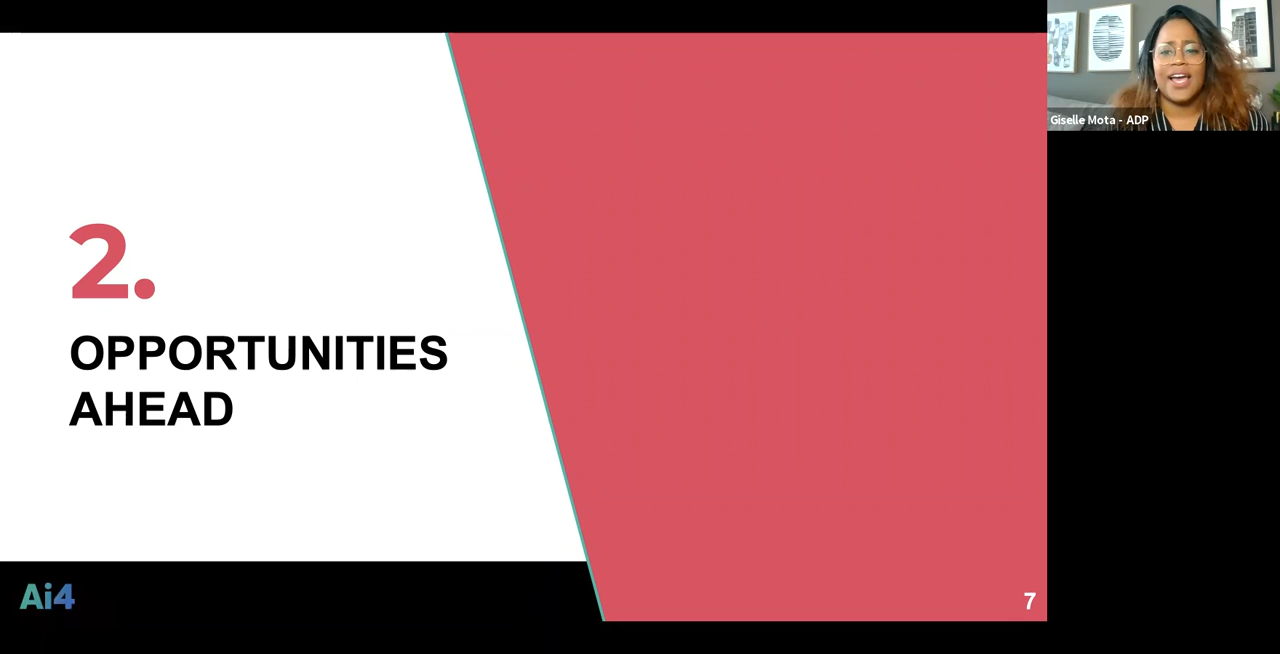 2.
OPPORTUNITIES
AHEAD
Ai4
7
Giselle Mota - ADP